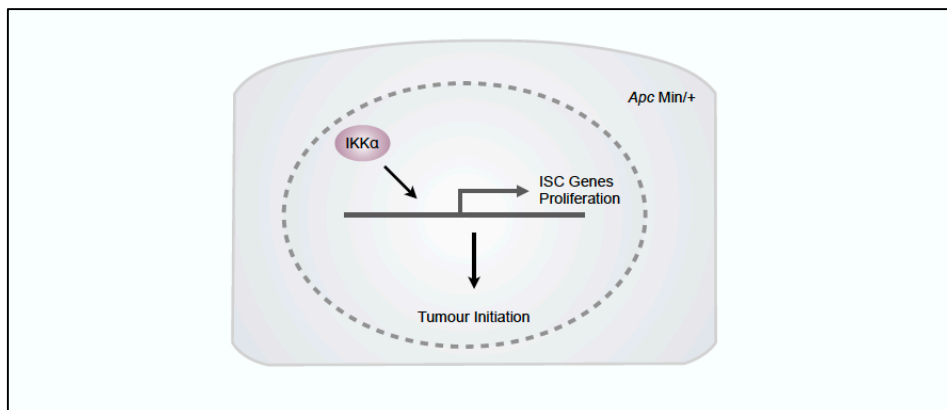 Apc Min/+
IKKα
ISC Genes
Proliferation
Tumour Initiation